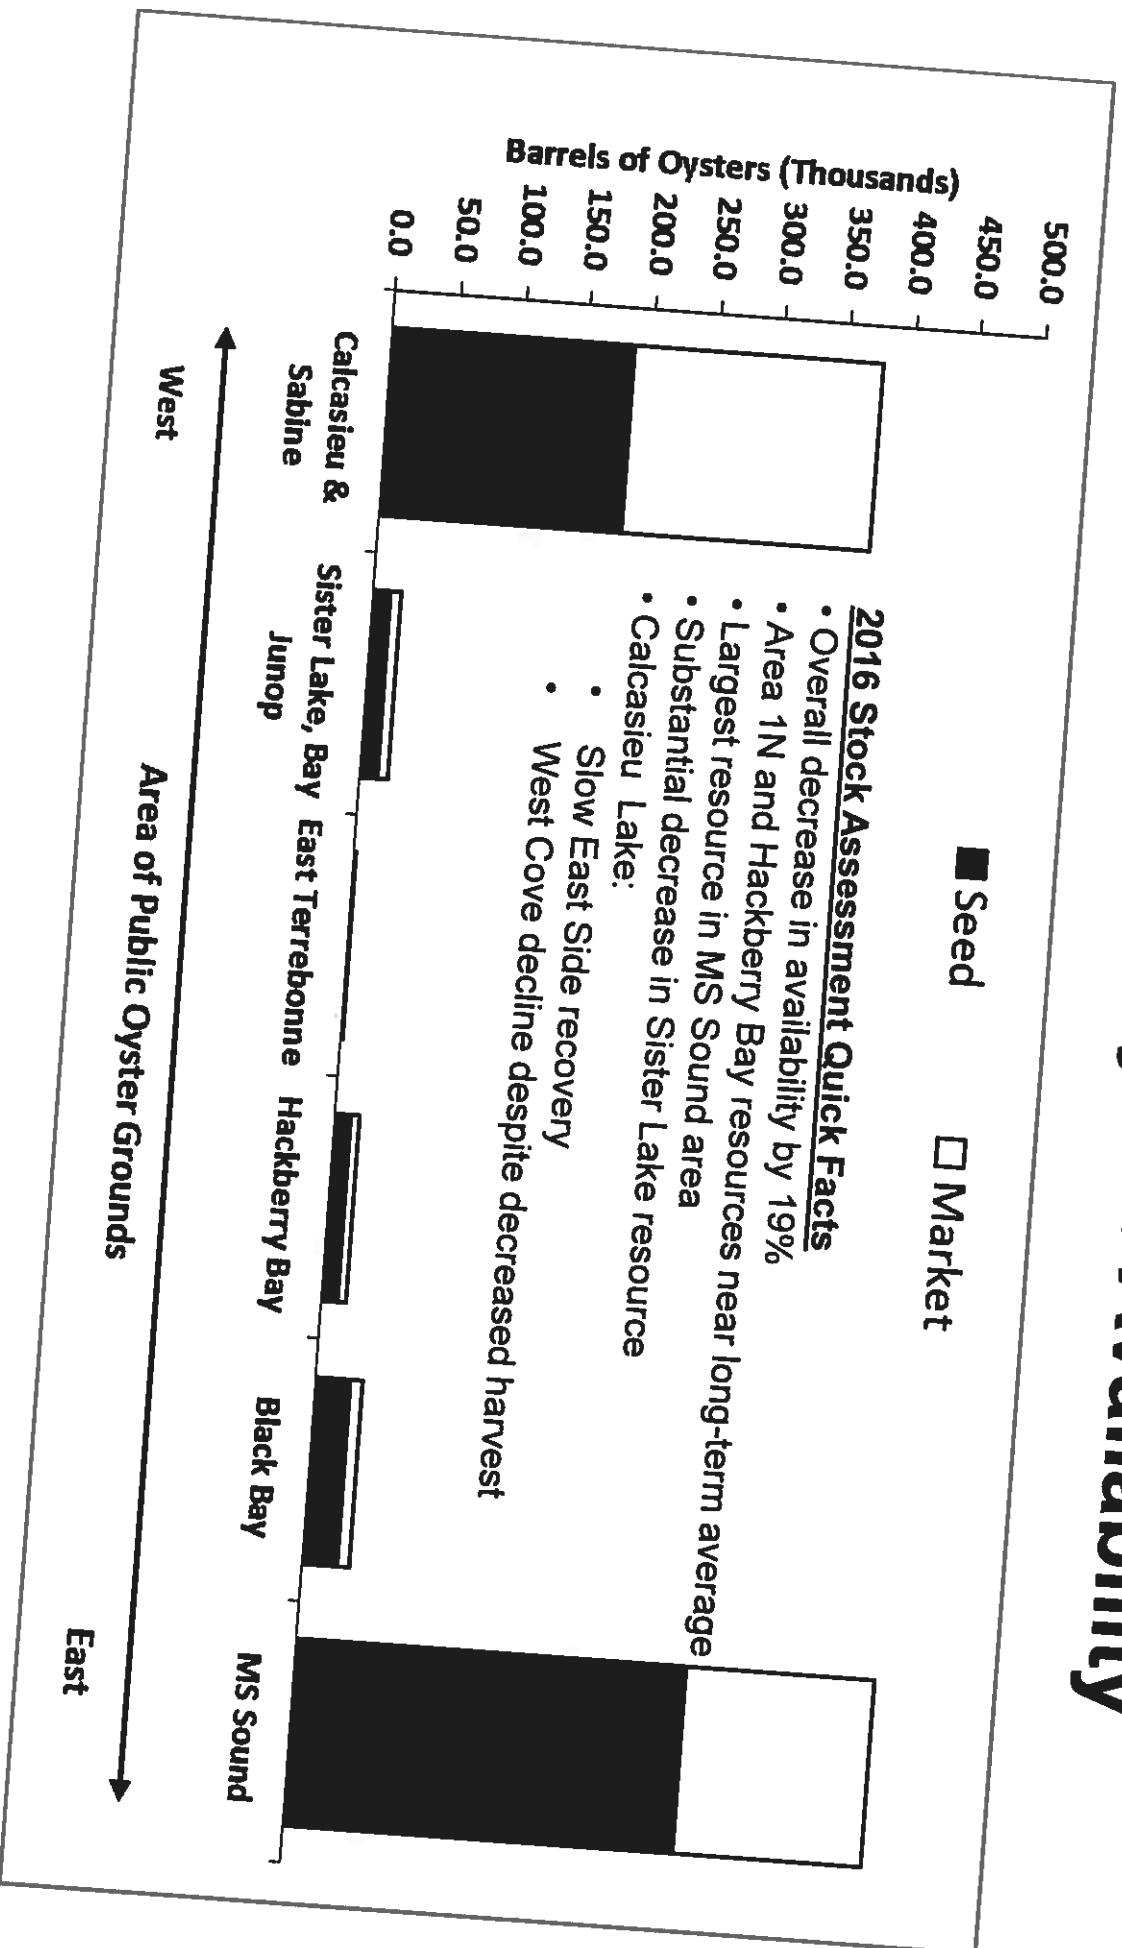 Availability
Seed
Market
2016 Stock Assessment Quick Facts
• Overall decrease in availability by 19%
• Area 1N and Hackberry Bay resources near long-term average
• Largest resource in MS Sound area
• Substantial decrease in Sister Lake resource
• Calcasieu Lake:
• Slow East Side recovery
• West Cove decline despite decreased harvest
Barrels of Oysters (Thousands)
500.0
450.0
400.0
350.0
300.0
250.0
200.0
150.0
100.0
50.0
0.0
Calcasieu &
Sabine
Sister Lake, Bay
Junop
East Terrebonne
Hackberry Bay
Black Bay
MS Sound
West
East
Area of Public Oyster Grounds